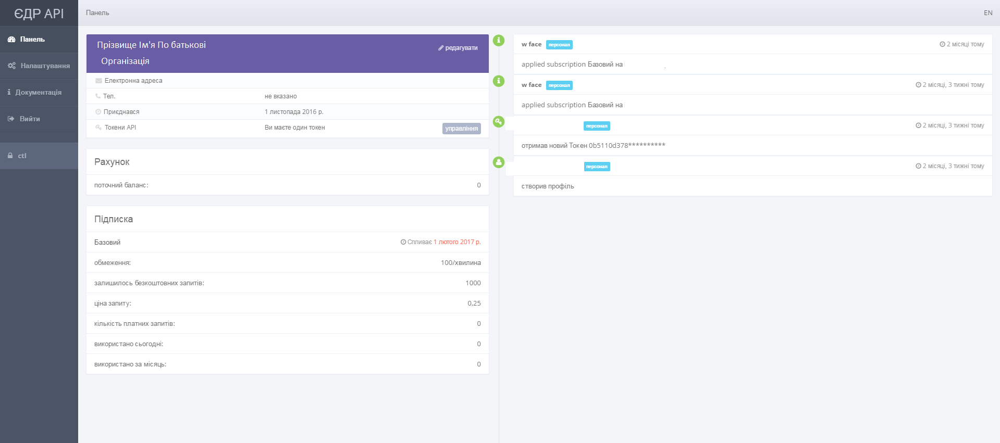 ЄДР API
Панель
EN
Панель
Налаштування
Документація
Вийти
ctl
Прізвище Ім'я По батькові
редагувати
Організація
Електронна адреса
Тел. не вказано
Приєднався 1 листопада 2016 р.
Токени API Ви маєте один токен управління
Рахунок
поточний баланс: 0
Підписка
Базовий Спливає 1 лютого 2017 р.
обмеження: 100/хвилина
залишилось безкоштовних запитів: 1000
ціна запиту: 0,25
кількість платних запитів: 0
використано сьогодні: 0
використано за місяць: 0
w face персонал 2 місяці тому
applied subscription Базовий на
w face персонал 2 місяці, 3 тижні тому
applied subscription Базовий на
персонал 2 місяці, 3 тижні тому
отримав новий Токен 0b5110d378**********
персонал 2 місяці, 3 тижні тому
створив профіль